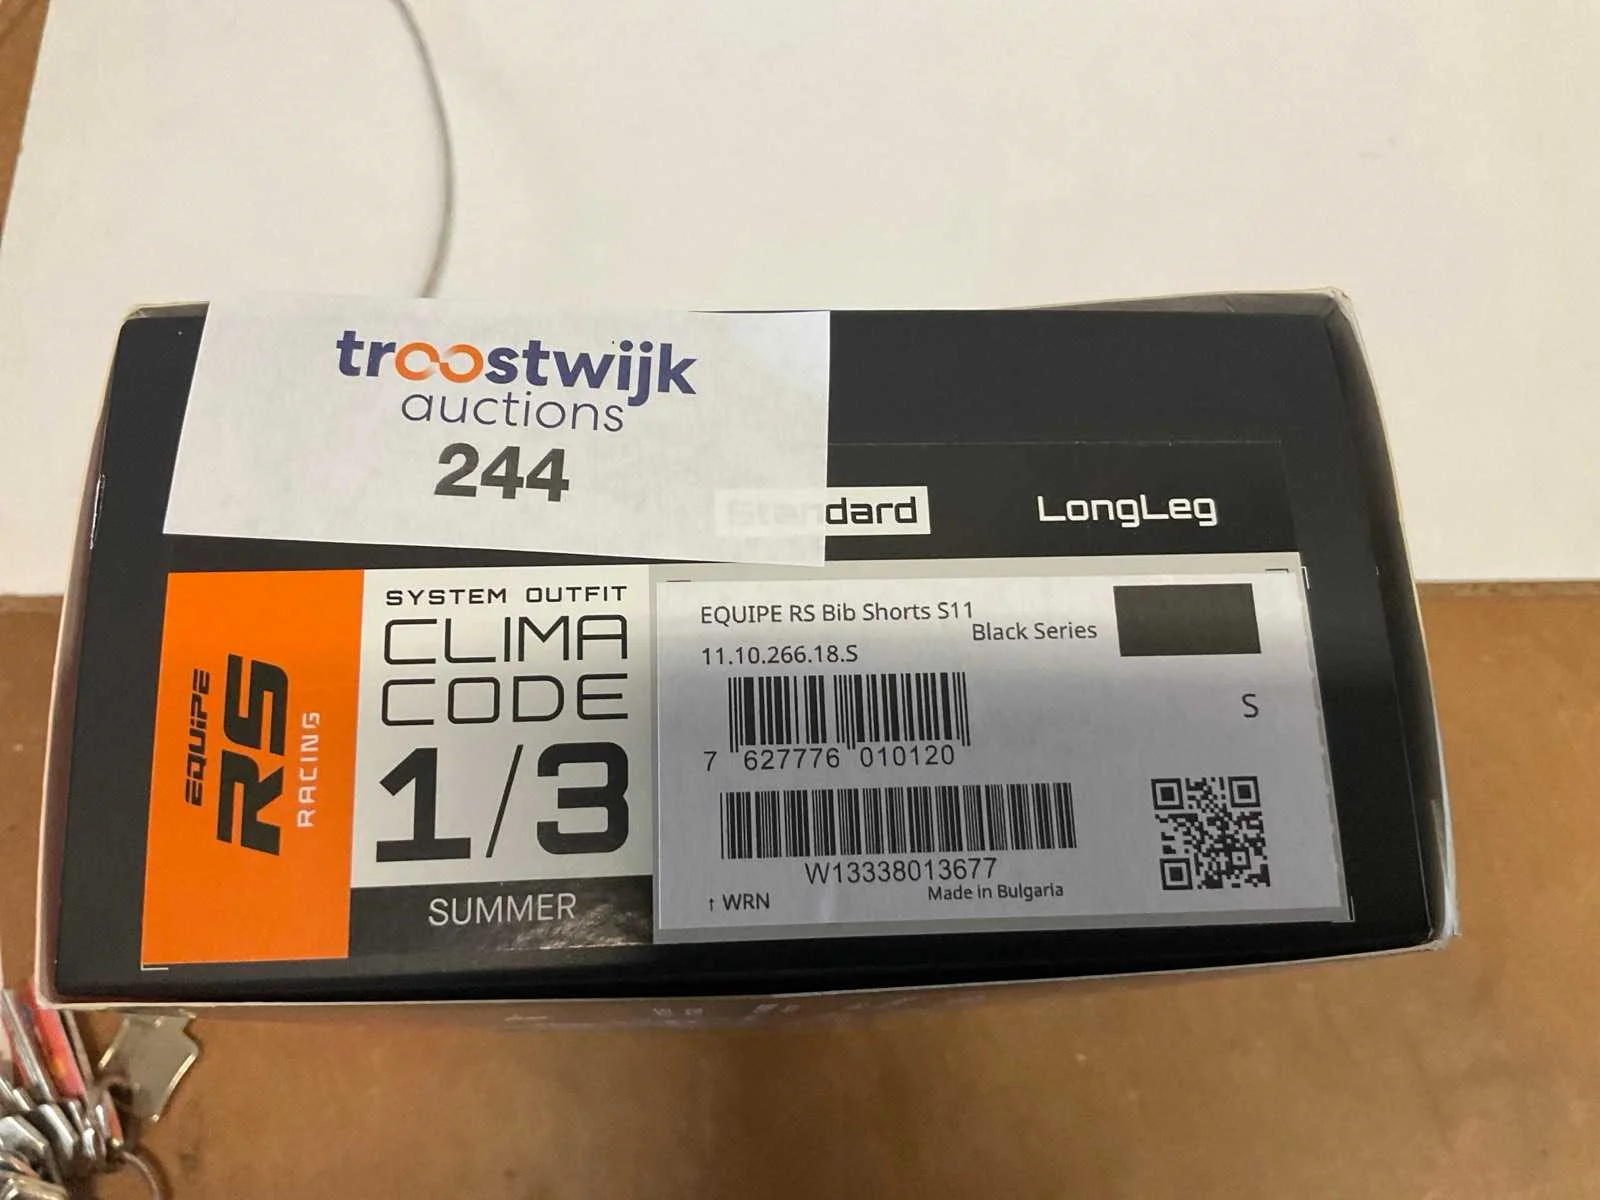 troostwijk
auctions
244
Standard
LongLeg
EQUIPE
RS
RACING
SYSTEM OUTFIT
CLIMA
CODE
1/3
SUMMER
EQUIPE RS Bib Shorts S11
Black Series
11.10.266.18.S
S
7 627776 010120
W13338013677
↑ WRN
Made in Bulgaria